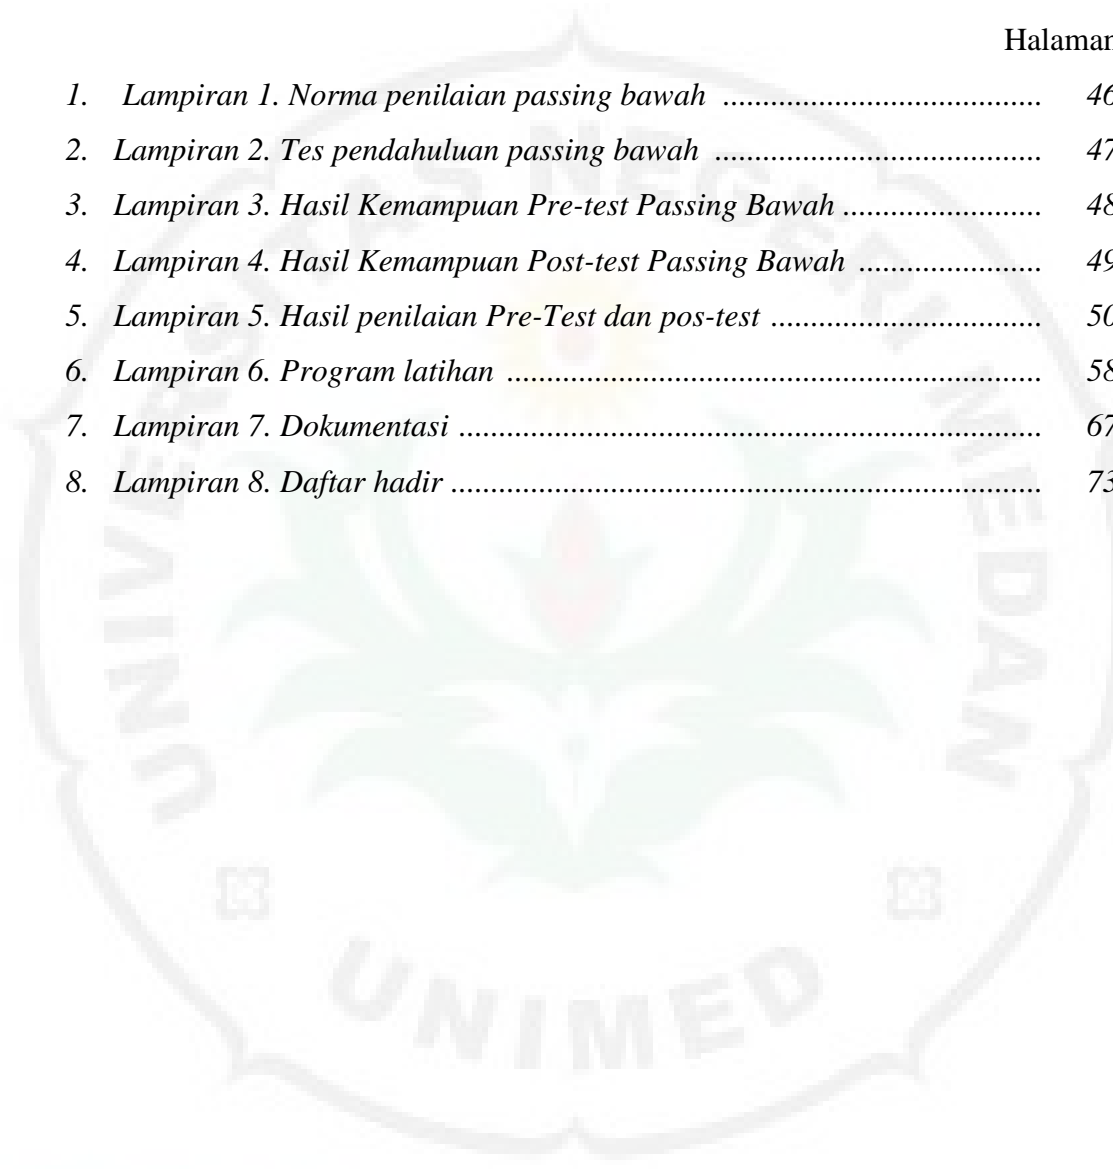 Halaman
1. Lampiran 1. Norma penilaian passing bawah ........................................ 46
2. Lampiran 2. Tes pendahuluan passing bawah ......................................... 47
3. Lampiran 3. Hasil Kemampuan Pre-test Passing Bawah ......................... 48
4. Lampiran 4. Hasil Kemampuan Post-test Passing Bawah ....................... 49
5. Lampiran 5. Hasil penilaian Pre-Test dan pos-test .................................. 50
6. Lampiran 6. Program latihan ................................................................... 58
7. Lampiran 7. Dokumentasi ......................................................................... 67
8. Lampiran 8. Daftar hadir .......................................................................... 73
UNIVERSITAS NEGERI MEDAN
UNIMED